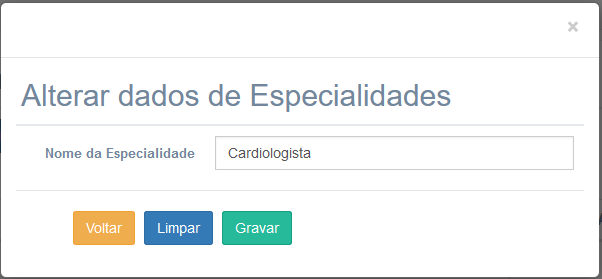 ×
Alterar dados de Especialidades
Nome da Especialidade Cardiologista
Voltar Limpar Gravar